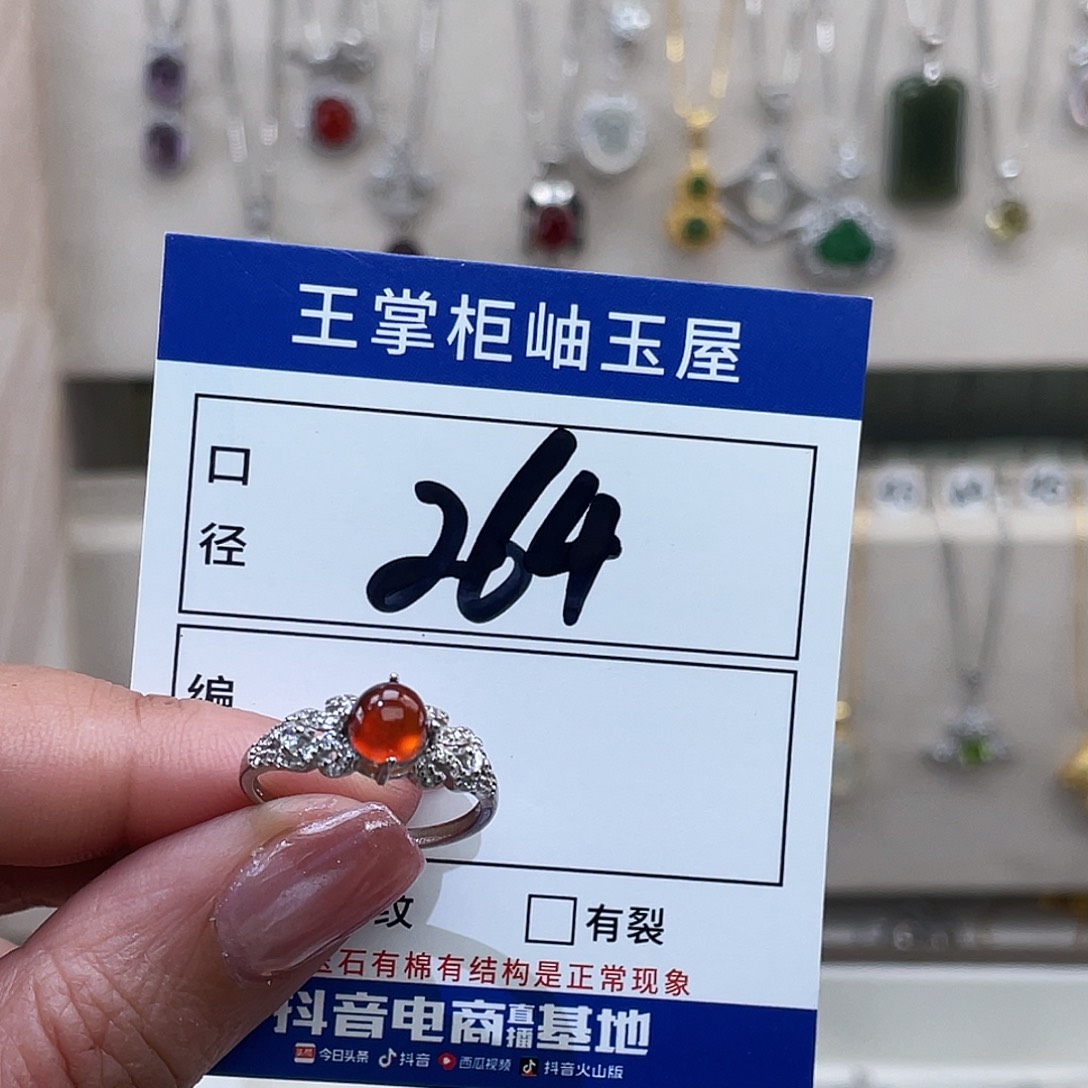 王掌柜岫玉屋
口径
264
编
纹 有裂
玉石有棉有结构是正常现象
抖音电商直播基地
今日头条 抖音 西瓜视频 抖音火山版